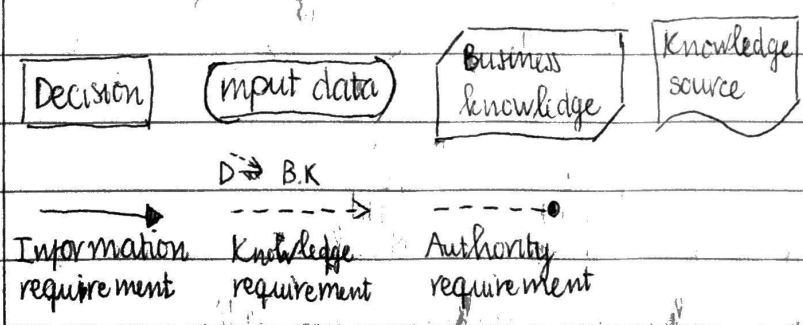 Decision
input data
Business
knowledge
Knowledge
source
D ⇢ B.K
Information
requirement
Knowledge
requirement
Authority
requirement